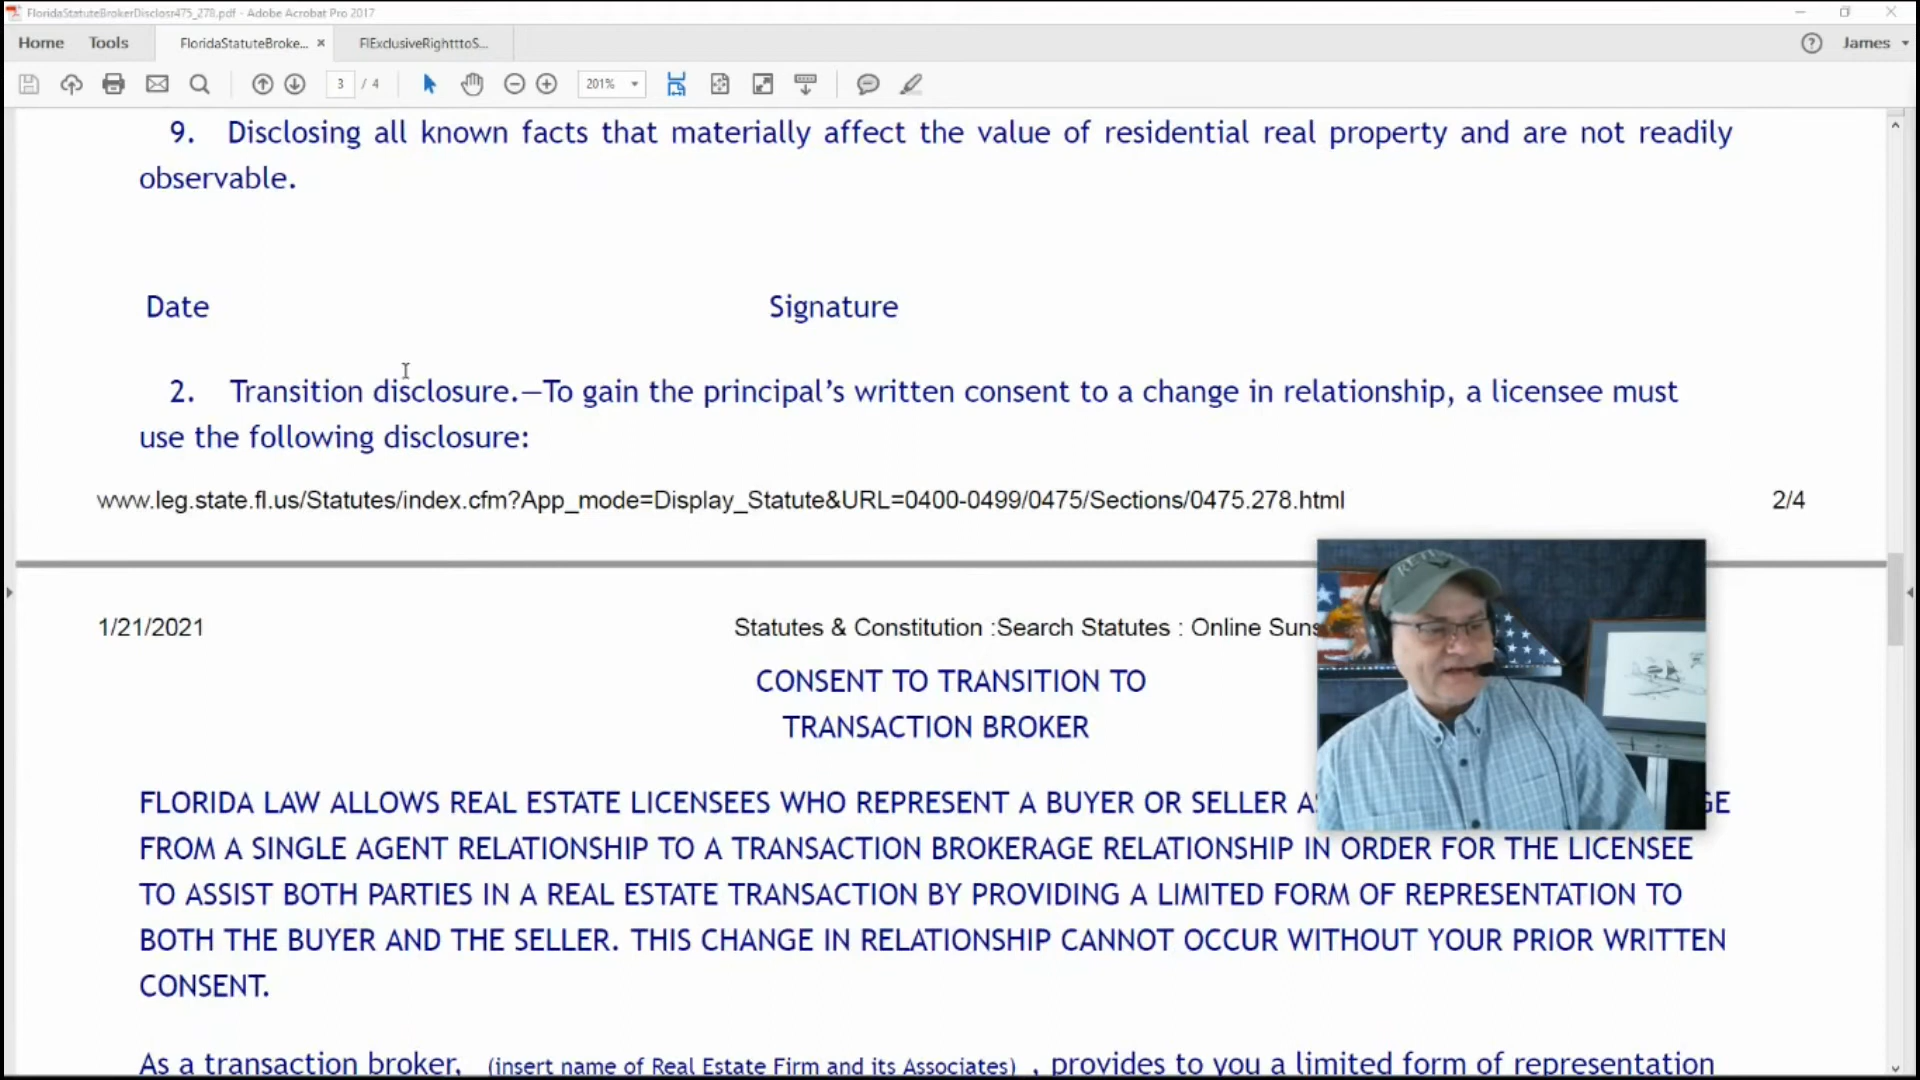 FloridaStatuteBrokerDisclosr475_278.pdf - Adobe Acrobat Pro 2017
Home Tools FloridaStatuteBroke... × FlExclusiveRightttoS... James
3 / 4 201%
9. Disclosing all known facts that materially affect the value of residential real property and are not readily
observable.
Date Signature
2. Transition disclosure.—To gain the principal's written consent to a change in relationship, a licensee must
use the following disclosure:
www.leg.state.fl.us/Statutes/index.cfm?App_mode=Display_Statute&URL=0400-0499/0475/Sections/0475.278.html 2/4
1/21/2021 Statutes & Constitution :Search Statutes : Online Suns
CONSENT TO TRANSITION TO
TRANSACTION BROKER
FLORIDA LAW ALLOWS REAL ESTATE LICENSEES WHO REPRESENT A BUYER OR SELLER A GE
FROM A SINGLE AGENT RELATIONSHIP TO A TRANSACTION BROKERAGE RELATIONSHIP IN ORDER FOR THE LICENSEE
TO ASSIST BOTH PARTIES IN A REAL ESTATE TRANSACTION BY PROVIDING A LIMITED FORM OF REPRESENTATION TO
BOTH THE BUYER AND THE SELLER. THIS CHANGE IN RELATIONSHIP CANNOT OCCUR WITHOUT YOUR PRIOR WRITTEN
CONSENT.
As a transaction broker, (insert name of Real Estate Firm and its Associates) , provides to you a limited form of representation